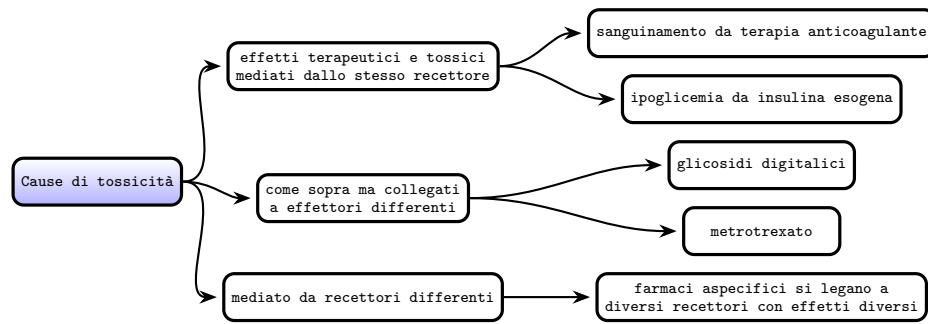 Cause di tossicità
effetti terapeutici e tossici
mediati dallo stesso recettore
sanguinamento da terapia anticoagulante
ipoglicemia da insulina esogena
come sopra ma collegati
a effettori differenti
glicosidi digitalici
metrotrexato
mediato da recettori differenti
farmaci aspecifici si legano a
diversi recettori con effetti diversi